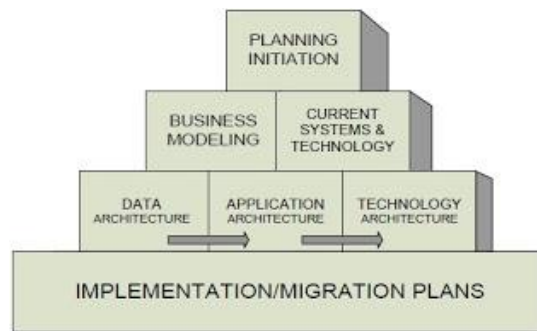 PLANNING
INITIATION
BUSINESS
MODELING
CURRENT
SYSTEMS &
TECHNOLOGY
DATA
ARCHITECTURE
APPLICATION
ARCHITECTURE
TECHNOLOGY
ARCHITECTURE
IMPLEMENTATION/MIGRATION PLANS